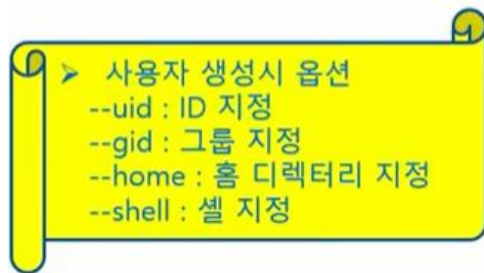 ➤ 사용자 생성시 옵션
--uid : ID 지정
--gid : 그룹 지정
--home : 홈 디렉터리 지정
--shell : 셸 지정